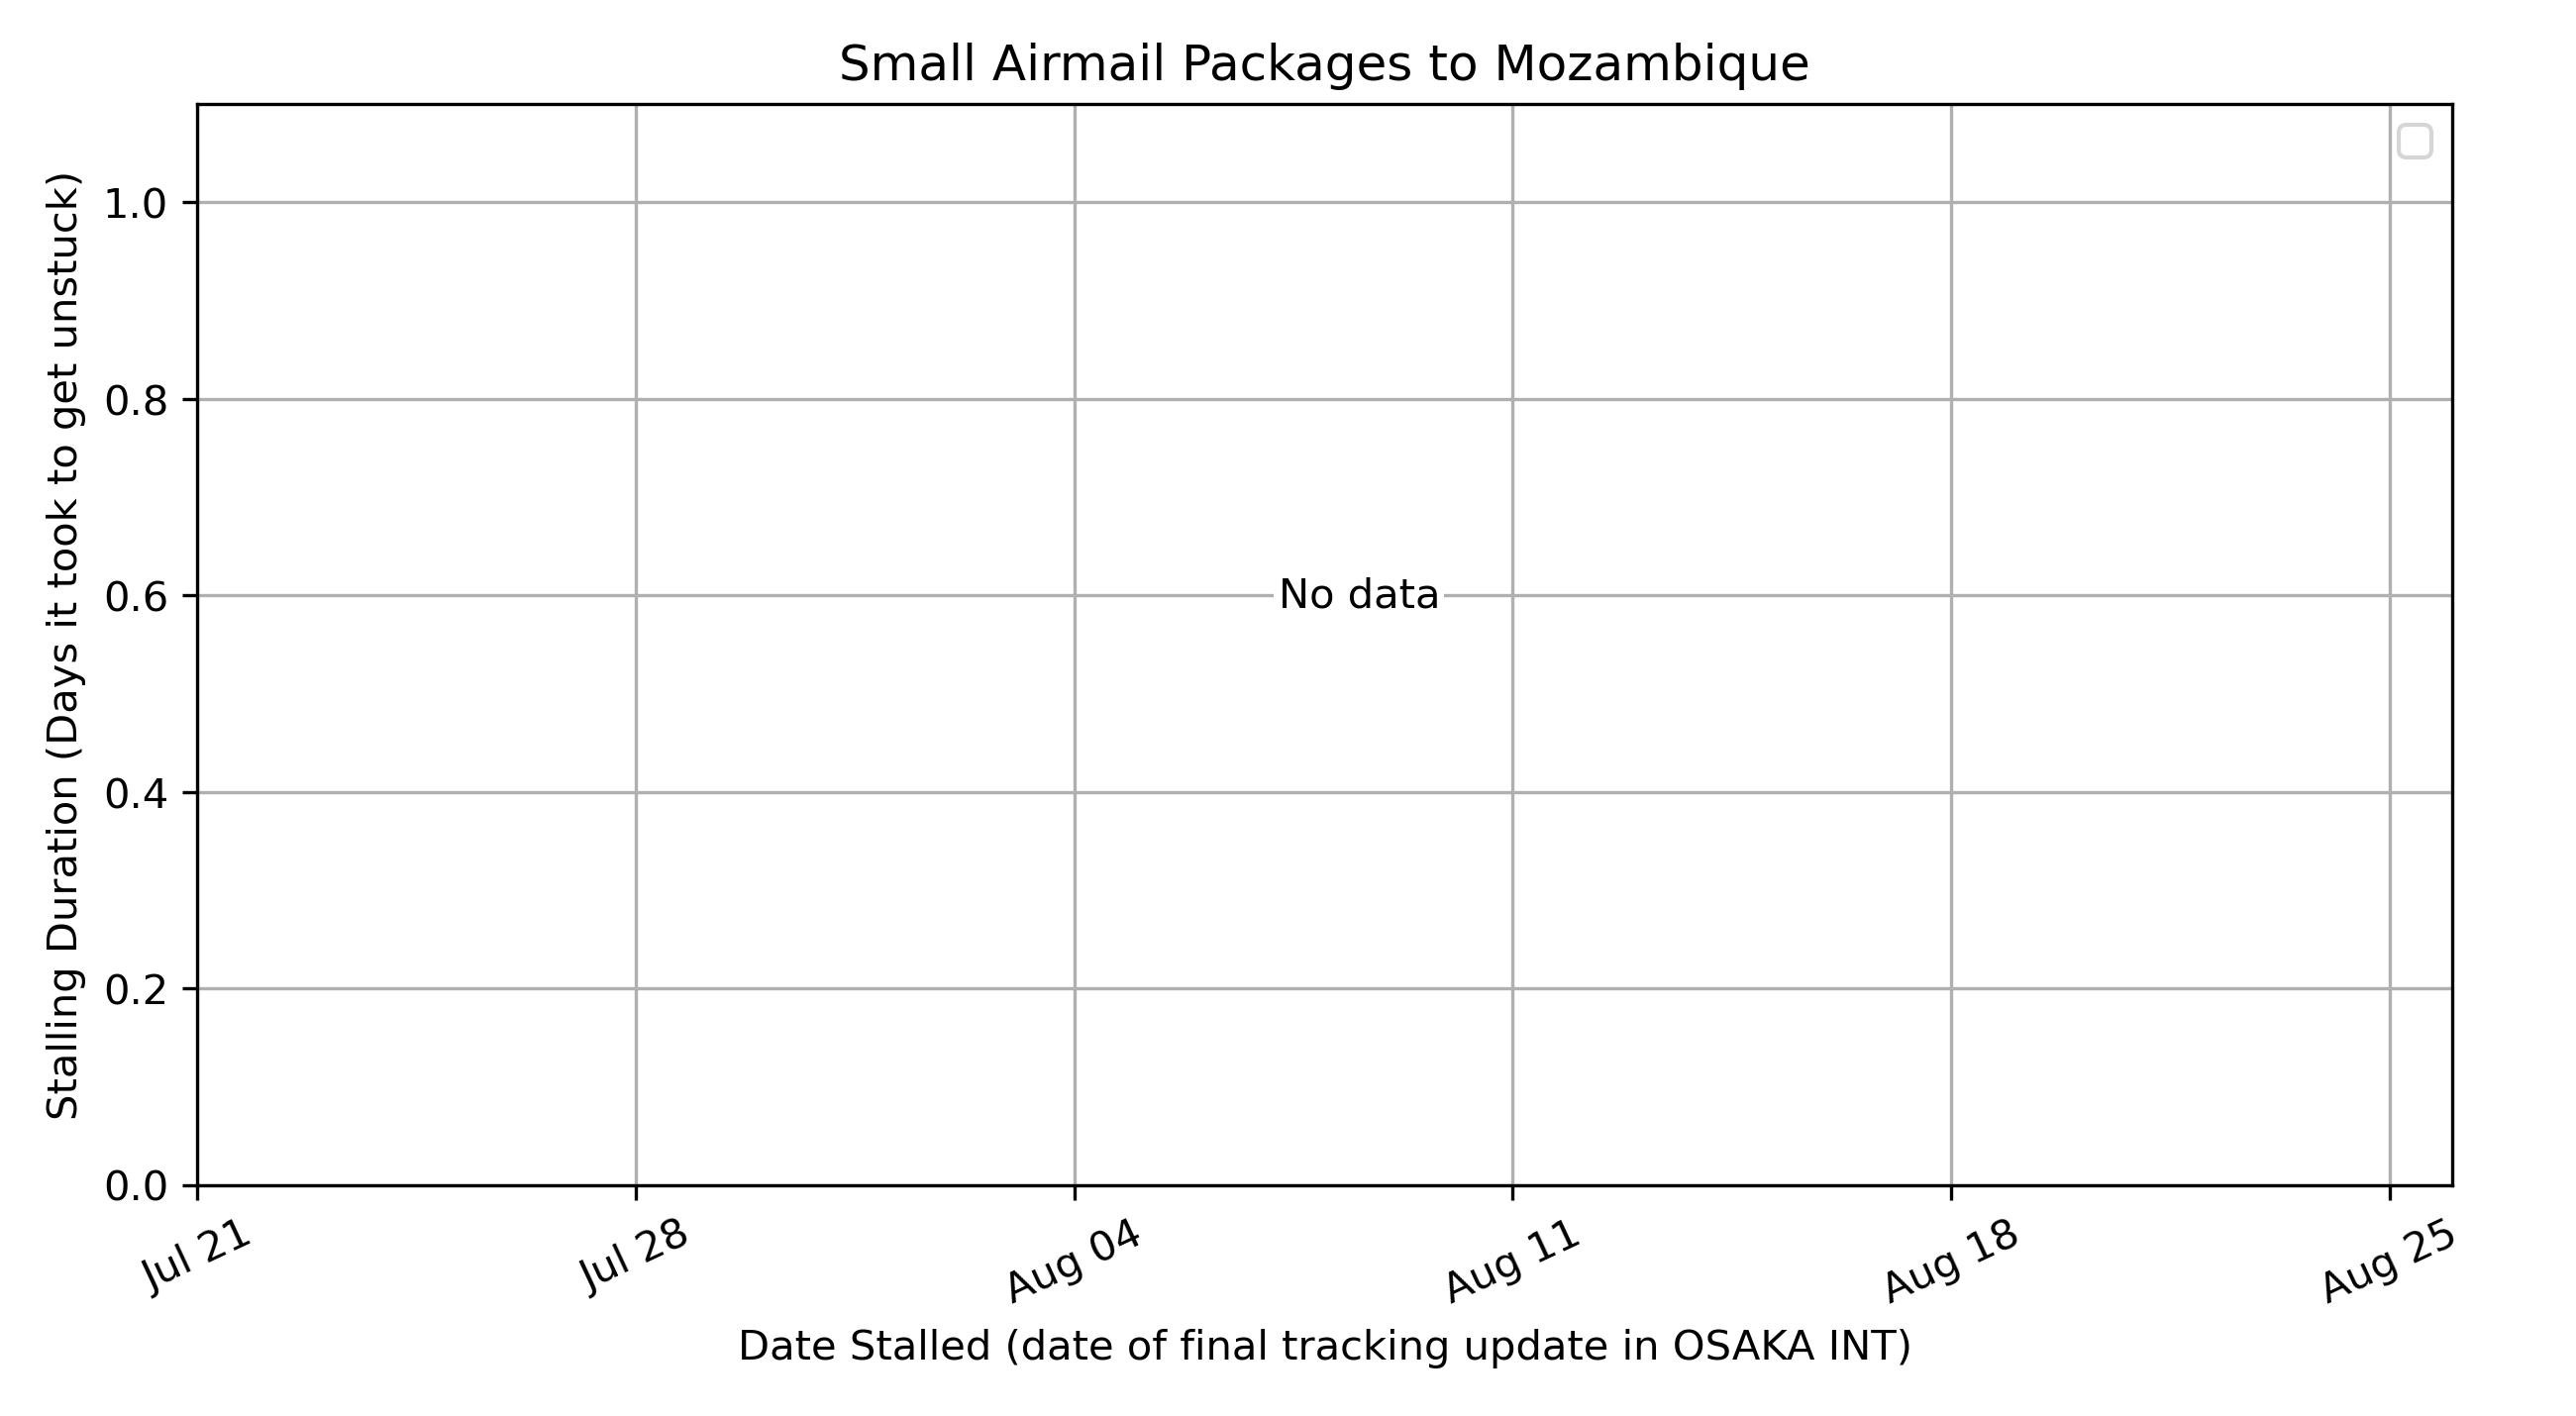 Small Airmail Packages to Mozambique
Stalling Duration (Days it took to get unstuck)
1.0
0.8
0.6
0.4
0.2
0.0
No data
Jul 21
Jul 28
Aug 04
Aug 11
Aug 18
Aug 25
Date Stalled (date of final tracking update in OSAKA INT)